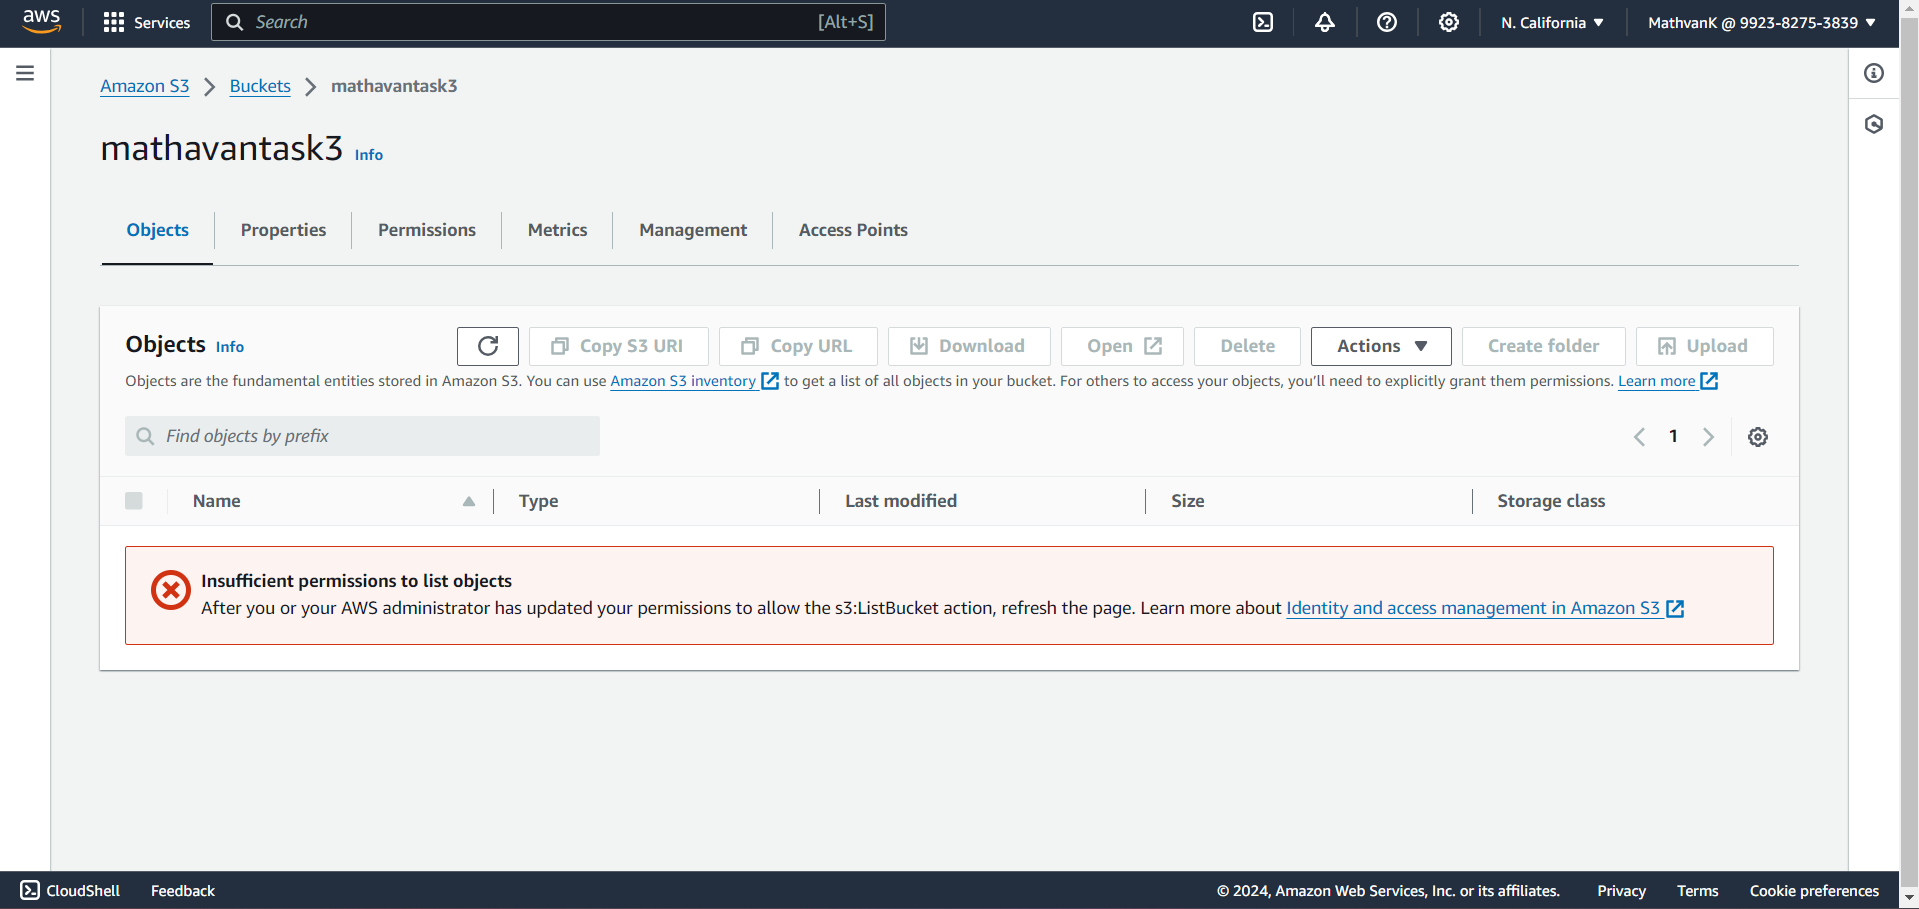 aws Services Search [Alt+S] N. California MathvanK @ 9923-8275-3839
Amazon S3 Buckets mathavantask3
mathavantask3 Info
Objects Properties Permissions Metrics Management Access Points
Objects Info Copy S3 URI Copy URL Download Open Delete Actions Create folder Upload
Objects are the fundamental entities stored in Amazon S3. You can use Amazon S3 inventory to get a list of all objects in your bucket. For others to access your objects, you'll need to explicitly grant them permissions. Learn more
Find objects by prefix 1
Name Type Last modified Size Storage class
Insufficient permissions to list objects
After you or your AWS administrator has updated your permissions to allow the s3:ListBucket action, refresh the page. Learn more about Identity and access management in Amazon S3
CloudShell Feedback © 2024, Amazon Web Services, Inc. or its affiliates. Privacy Terms Cookie preferences